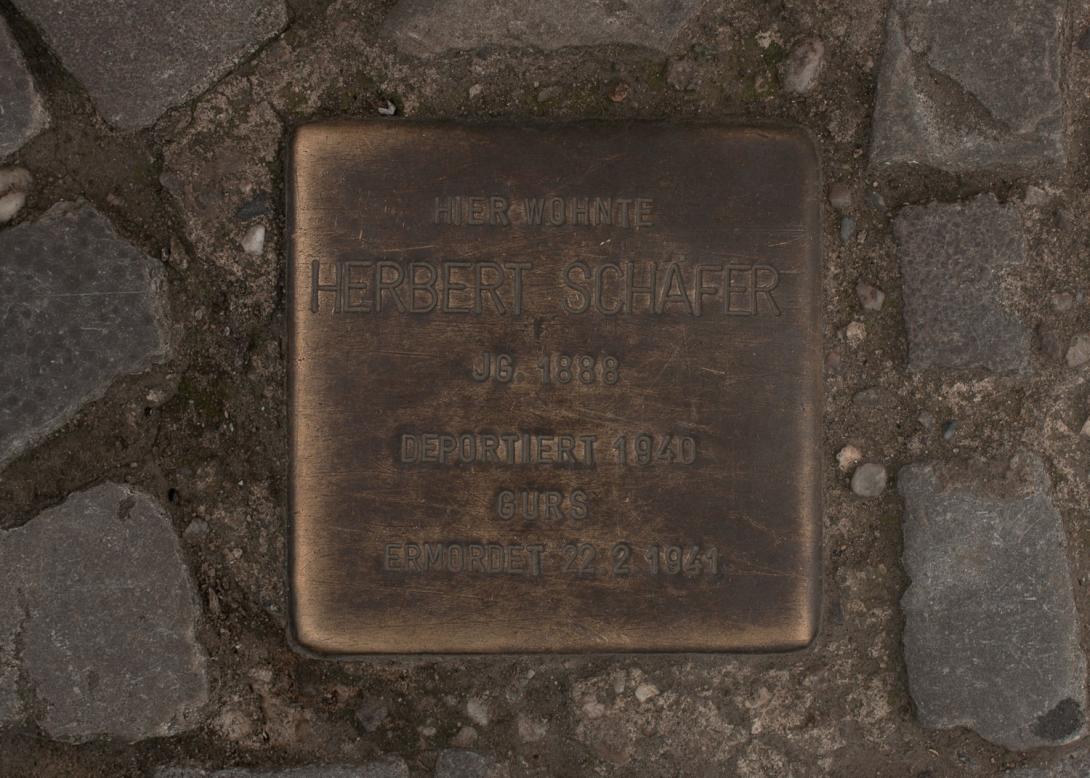 HIER WOHNTE
HERBERT SCHÄFER
JG. 1888
DEPORTIERT 1940
GURS
ERMORDET 22.2.1941